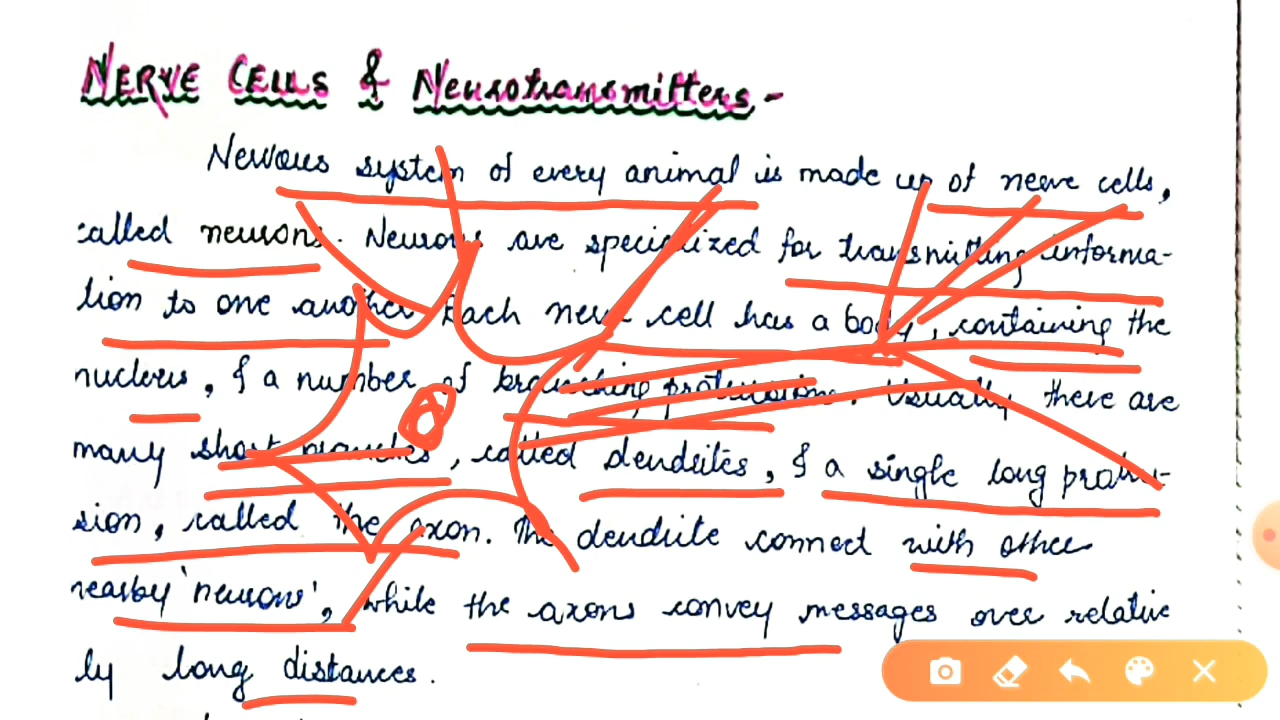 NERVE CELLS & Neurotransmitters -
Nervous system of every animal is made up of nerve cells,
called neurons. Neurons are specialized for transmitting informa-
tion to one another. Each nerve cell has a body, containing the
nucleus, & a number of branching protrusions. Usually there are
many short branches, called dendrites, & a single long protru-
sion, called the axon. The dendrite connect with other
nearby 'neurons', while the axons convey messages over relative
ly long distances.